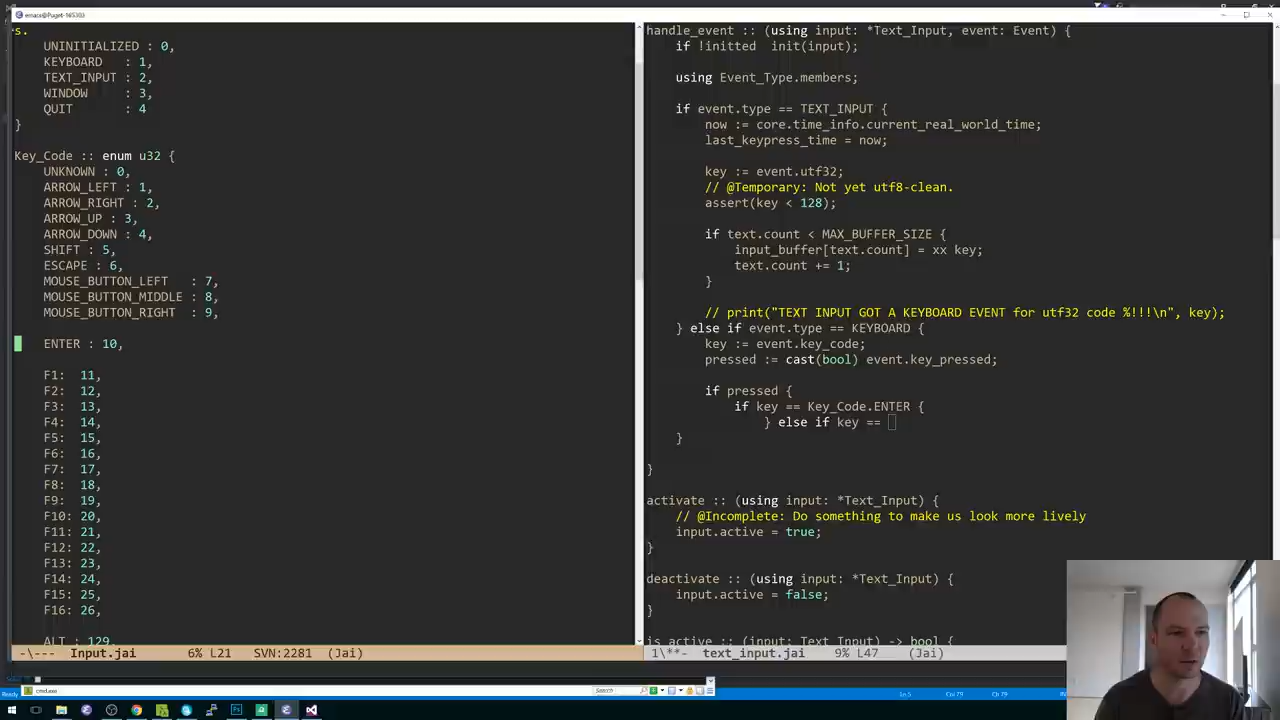 emacs@Puget-165303
s.
UNINITIALIZED : 0,
KEYBOARD   : 1,
TEXT_INPUT : 2,
WINDOW     : 3,
QUIT       : 4
}
Key_Code :: enum u32 {
UNKNOWN : 0,
ARROW_LEFT : 1,
ARROW_RIGHT : 2,
ARROW_UP : 3,
ARROW_DOWN : 4,
SHIFT : 5,
ESCAPE : 6,
MOUSE_BUTTON_LEFT   : 7,
MOUSE_BUTTON_MIDDLE : 8,
MOUSE_BUTTON_RIGHT  : 9,
ENTER : 10,
F1:  11,
F2:  12,
F3:  13,
F4:  14,
F5:  15,
F6:  16,
F7:  17,
F8:  18,
F9:  19,
F10: 20,
F11: 21,
F12: 22,
F13: 23,
F14: 24,
F15: 25,
F16: 26,
ALT : 129,
-\---  Input.jai       6% L21    SVN:2281  (Jai)
handle_event :: (using input: *Text_Input, event: Event) {
if !initted  init(input);
using Event_Type.members;
if event.type == TEXT_INPUT {
now := core.time_info.current_real_world_time;
last_keypress_time = now;
key := event.utf32;
// @Temporary: Not yet utf8-clean.
assert(key < 128);
if text.count < MAX_BUFFER_SIZE {
input_buffer[text.count] = xx key;
text.count += 1;
}
// print("TEXT INPUT GOT A KEYBOARD EVENT for utf32 code %!!!\n", key);
} else if event.type == KEYBOARD {
key := event.key_code;
pressed := cast(bool) event.key_pressed;
if pressed {
if key == Key_Code.ENTER {
} else if key ==
}
}
activate :: (using input: *Text_Input) {
// @Incomplete: Do something to make us look more lively
input.active = true;
}
deactivate :: (using input: *Text_Input) {
input.active = false;
}
is_active :: (input: Text_Input) -> bool {
1\**-  text_input.jai    9% L47    (Jai)
cmd.exe
Search
Ready
Ln 5
Col 79
Ch 79